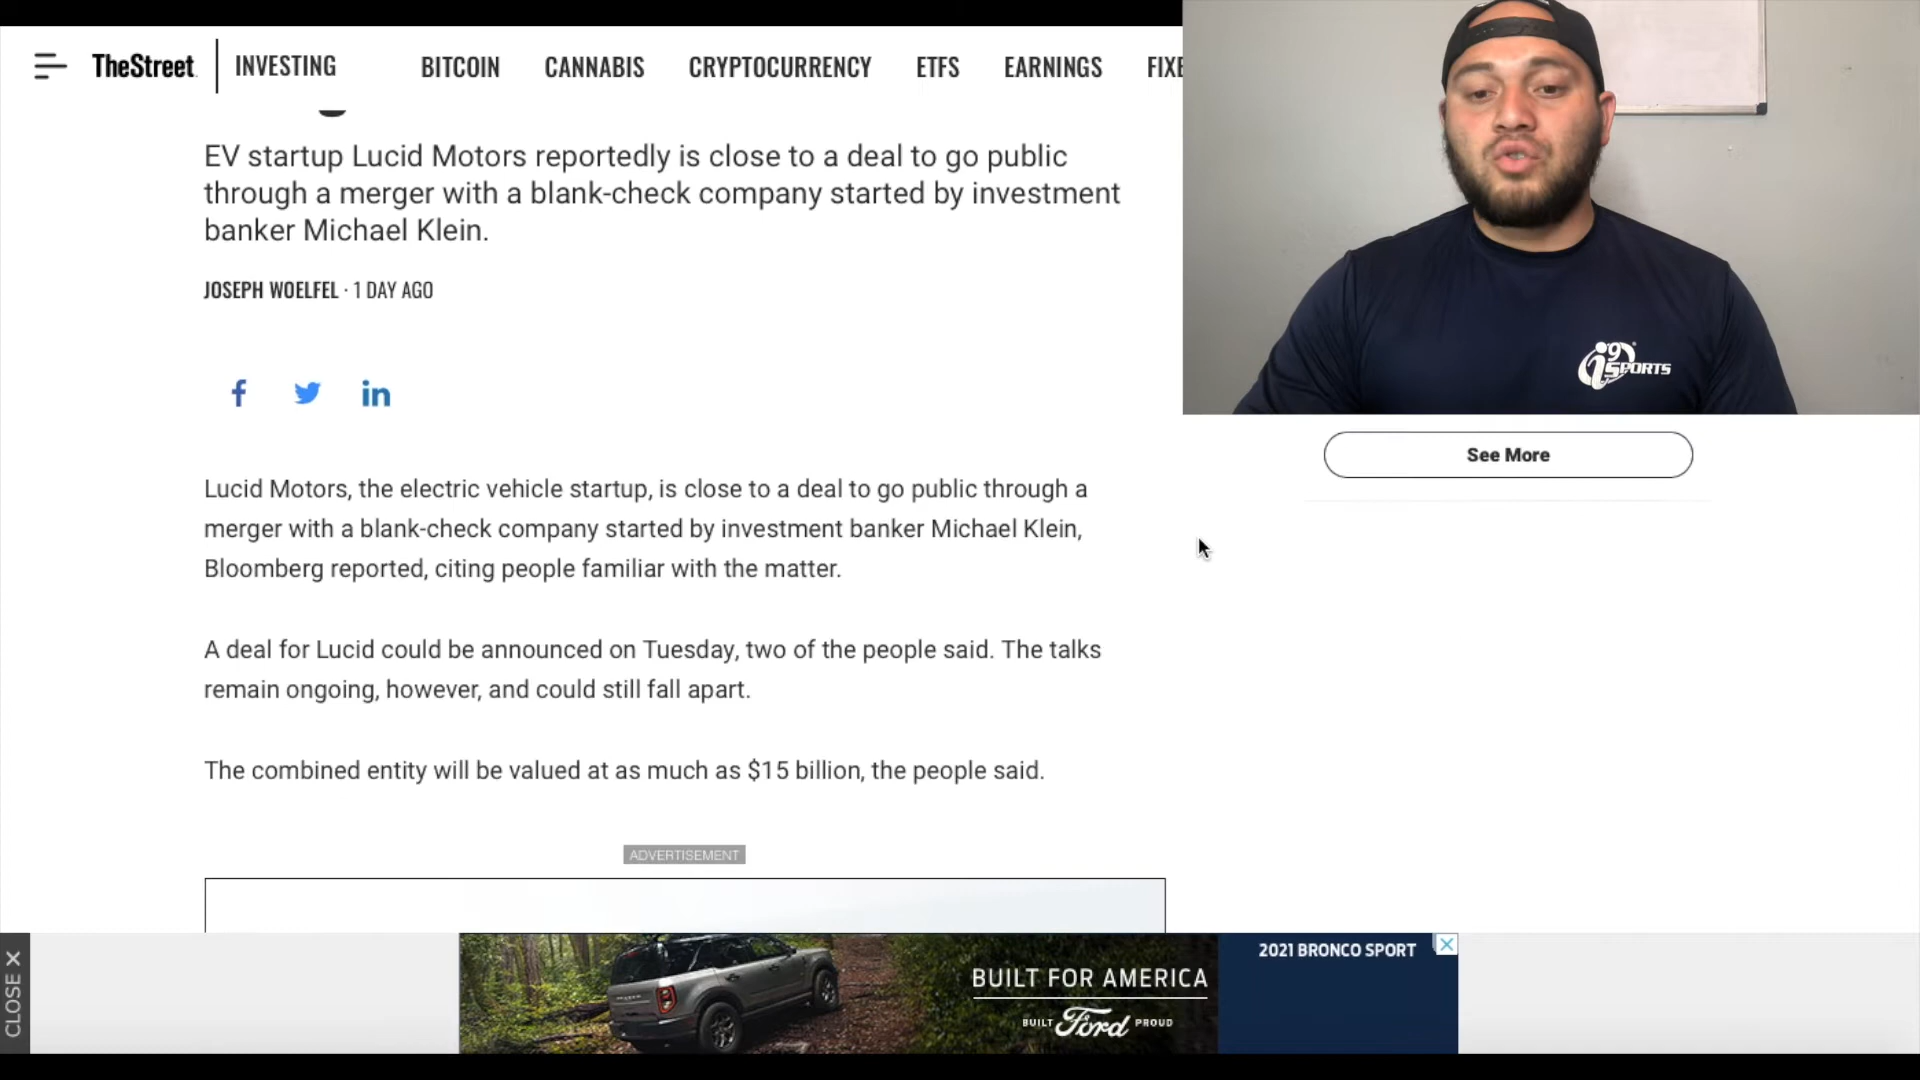 TheStreet
INVESTING
BITCOIN
CANNABIS
CRYPTOCURRENCY
ETFS
EARNINGS
EV startup Lucid Motors reportedly is close to a deal to go public
through a merger with a blank-check company started by investment
banker Michael Klein.
JOSEPH WOELFEL · 1 DAY AGO
Lucid Motors, the electric vehicle startup, is close to a deal to go public through a
merger with a blank-check company started by investment banker Michael Klein,
Bloomberg reported, citing people familiar with the matter.
A deal for Lucid could be announced on Tuesday, two of the people said. The talks
remain ongoing, however, and could still fall apart.
The combined entity will be valued at as much as $15 billion, the people said.
ADVERTISEMENT
i9 SPORTS
See More
CLOSE X
BUILT FOR AMERICA
BUILT Ford PROUD
2021 BRONCO SPORT